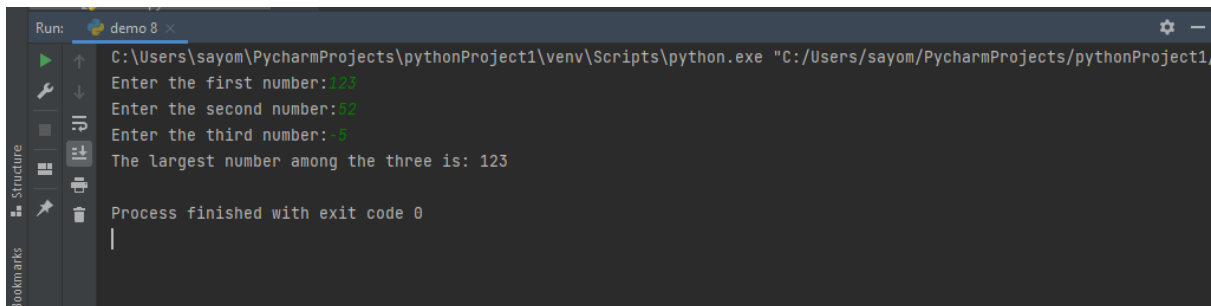 Run: demo 8 ×
C:\Users\sayom\PycharmProjects\pythonProject1\venv\Scripts\python.exe "C:/Users/sayom/PycharmProjects/pythonProject1/
Enter the first number:123
Enter the second number:52
Enter the third number:-5
The largest number among the three is: 123
Process finished with exit code 0
Structure
Bookmarks